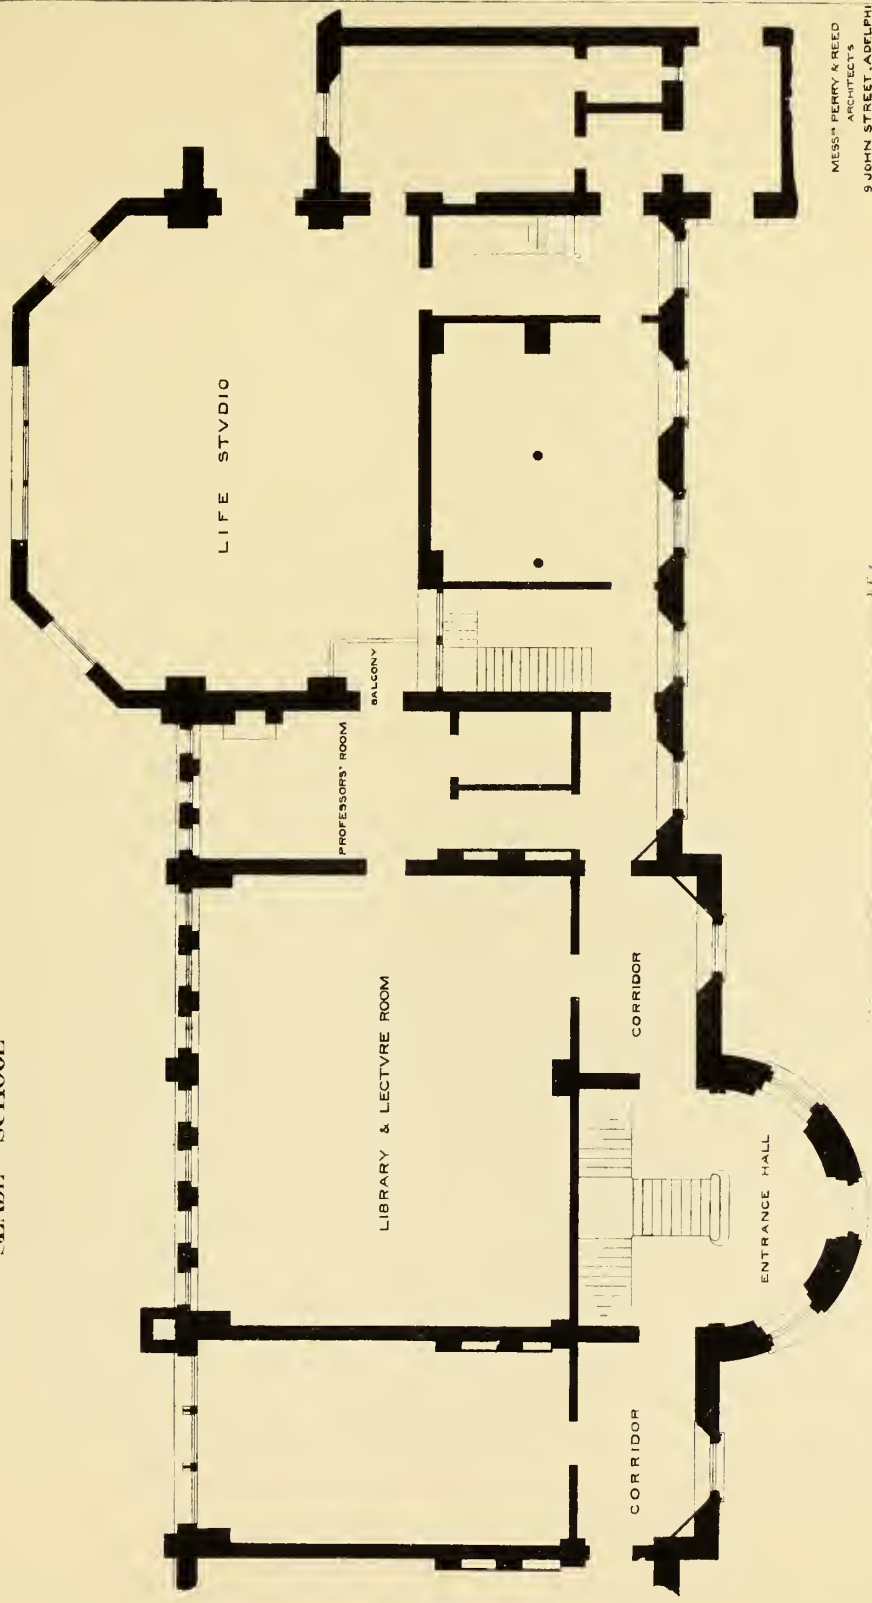 SLADE SCHOOL
LIFE STVDIO
BALCONY
PROFESSORS' ROOM
LIBRARY & LECTVRE ROOM
CORRIDOR
ENTRANCE HALL
CORRIDOR
MESSRS PERRY & REED
ARCHITECTS
9 JOHN STREET, ADELPHI